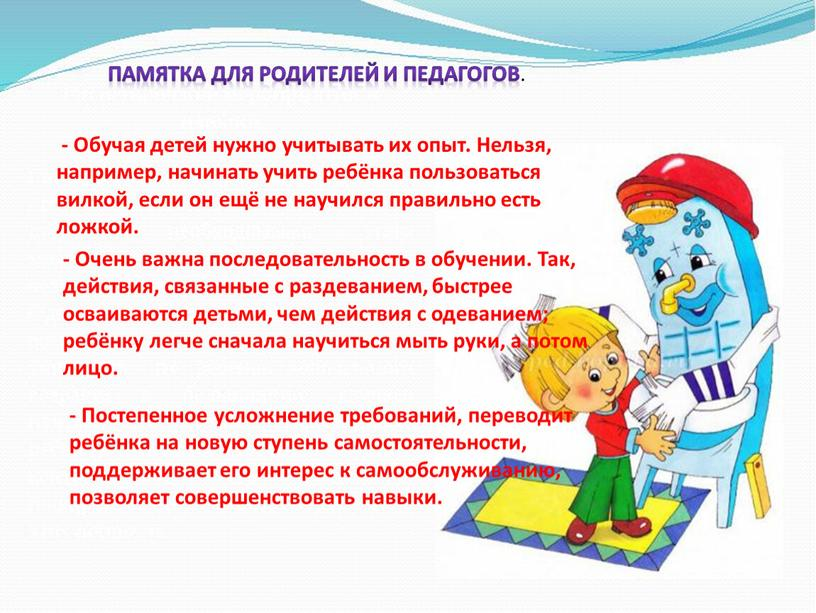 ПАМЯТКА ДЛЯ РОДИТЕЛЕЙ И ПЕДАГОГОВ.
- Обучая детей нужно учитывать их опыт. Нельзя,
например, начинать учить ребёнка пользоваться
вилкой, если он ещё не научился правильно есть
ложкой.
- Очень важна последовательность в обучении. Так,
действия, связанные с раздеванием, быстрее
осваиваются детьми, чем действия с одеванием;
ребёнку легче сначала научиться мыть руки, а потом
лицо.
- Постепенное усложнение требований, переводит
ребёнка на новую ступень самостоятельности,
поддерживает его интерес к самообслуживанию,
позволяет совершенствовать навыки.